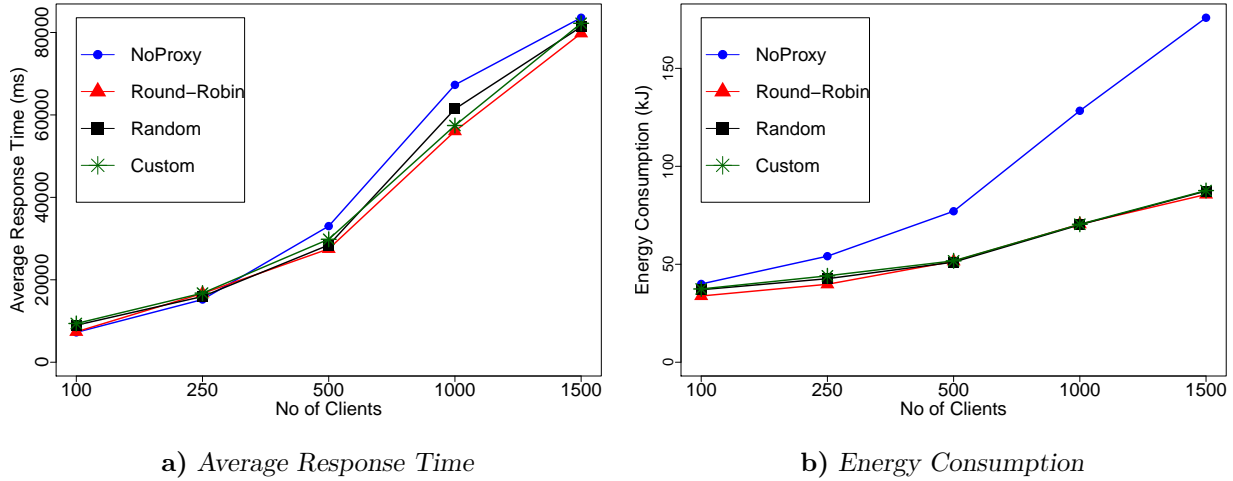 Average Response Time (ms)
0
20000
40000
60000
80000
NoProxy
Round−Robin
Random
Custom
100
250
500
1000
1500
No of Clients
a) Average Response Time
Energy Consumption (kJ)
0
50
100
150
NoProxy
Round−Robin
Random
Custom
100
250
500
1000
1500
No of Clients
b) Energy Consumption